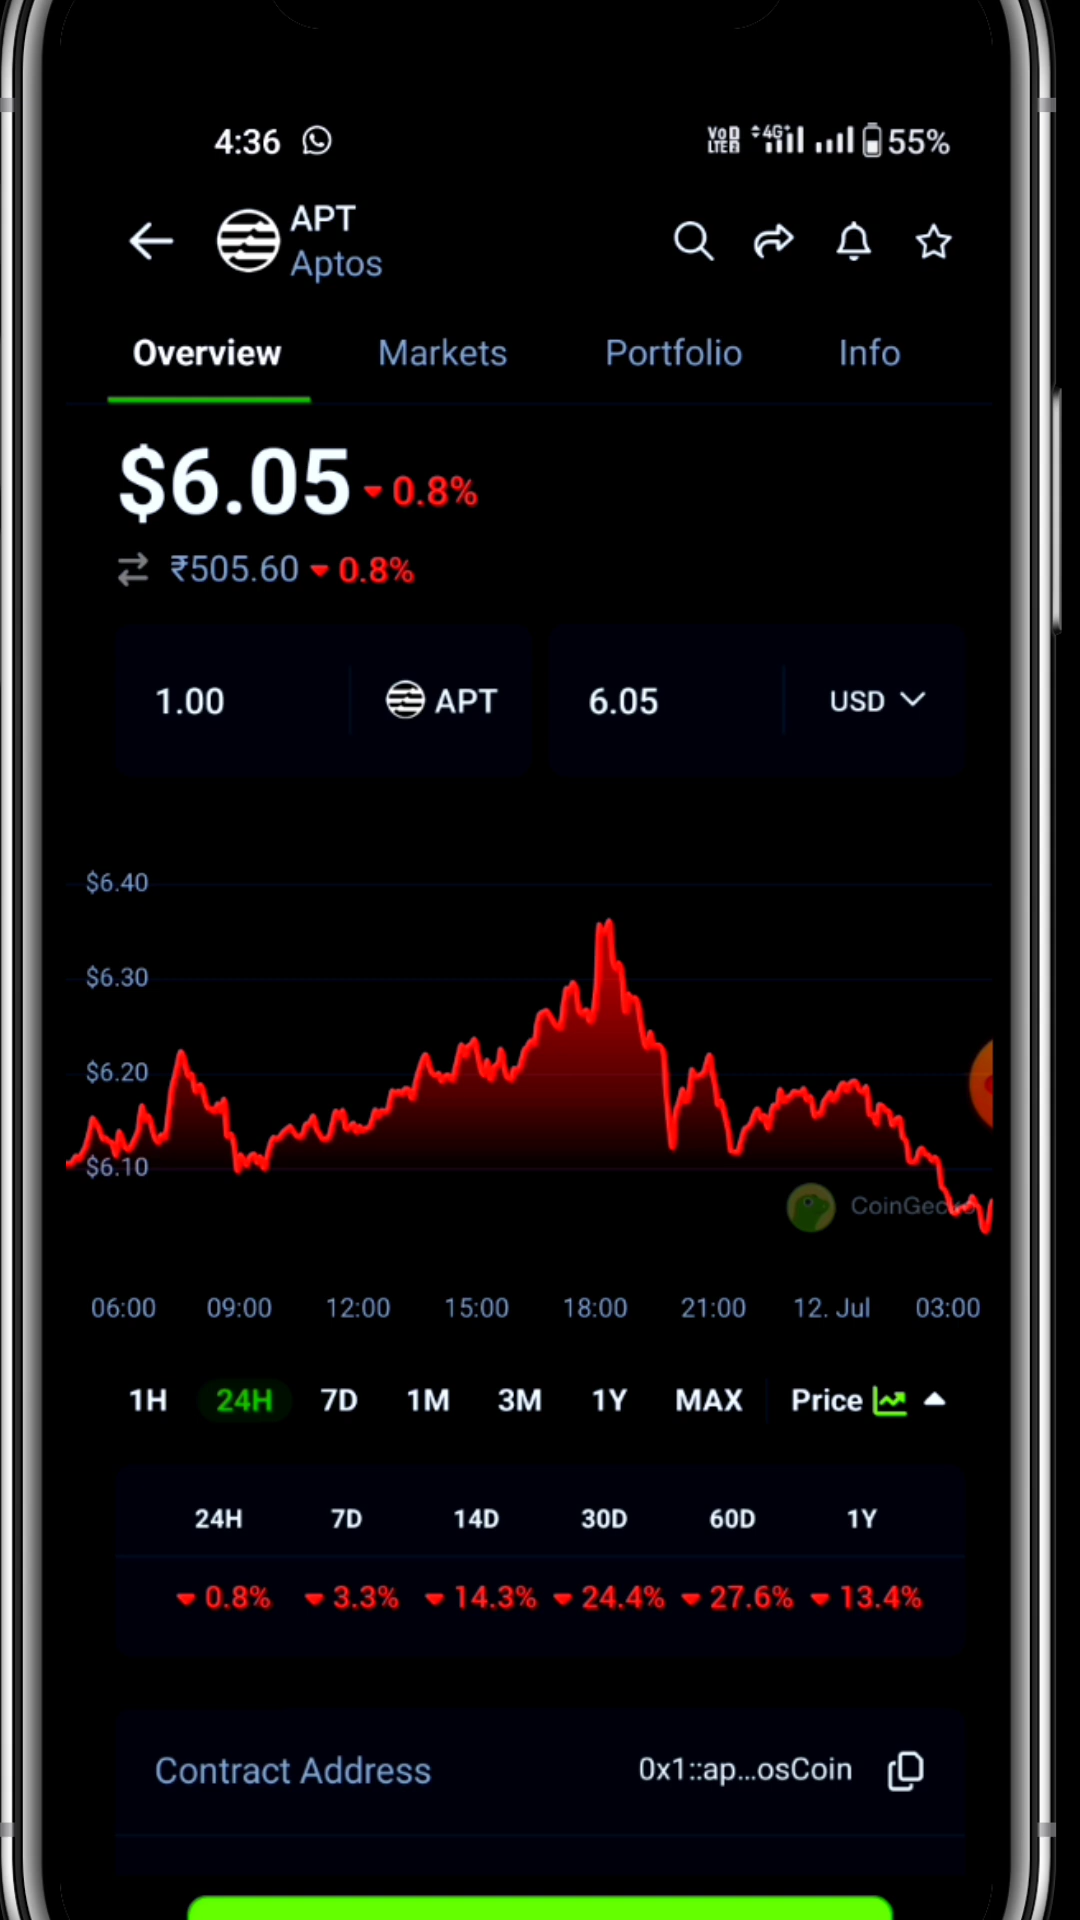 4:36 VoD LTE2 4G+ 55%
APT
Aptos
Overview Markets Portfolio Info
$6.05 0.8%
₹505.60 0.8%
1.00 APT 6.05 USD
$6.40
$6.30
$6.20
$6.10
CoinGecko
06:00 09:00 12:00 15:00 18:00 21:00 12. Jul 03:00
1H 24H 7D 1M 3M 1Y MAX Price
24H 7D 14D 30D 60D 1Y
0.8% 3.3% 14.3% 24.4% 27.6% 13.4%
Contract Address 0x1::ap...osCoin